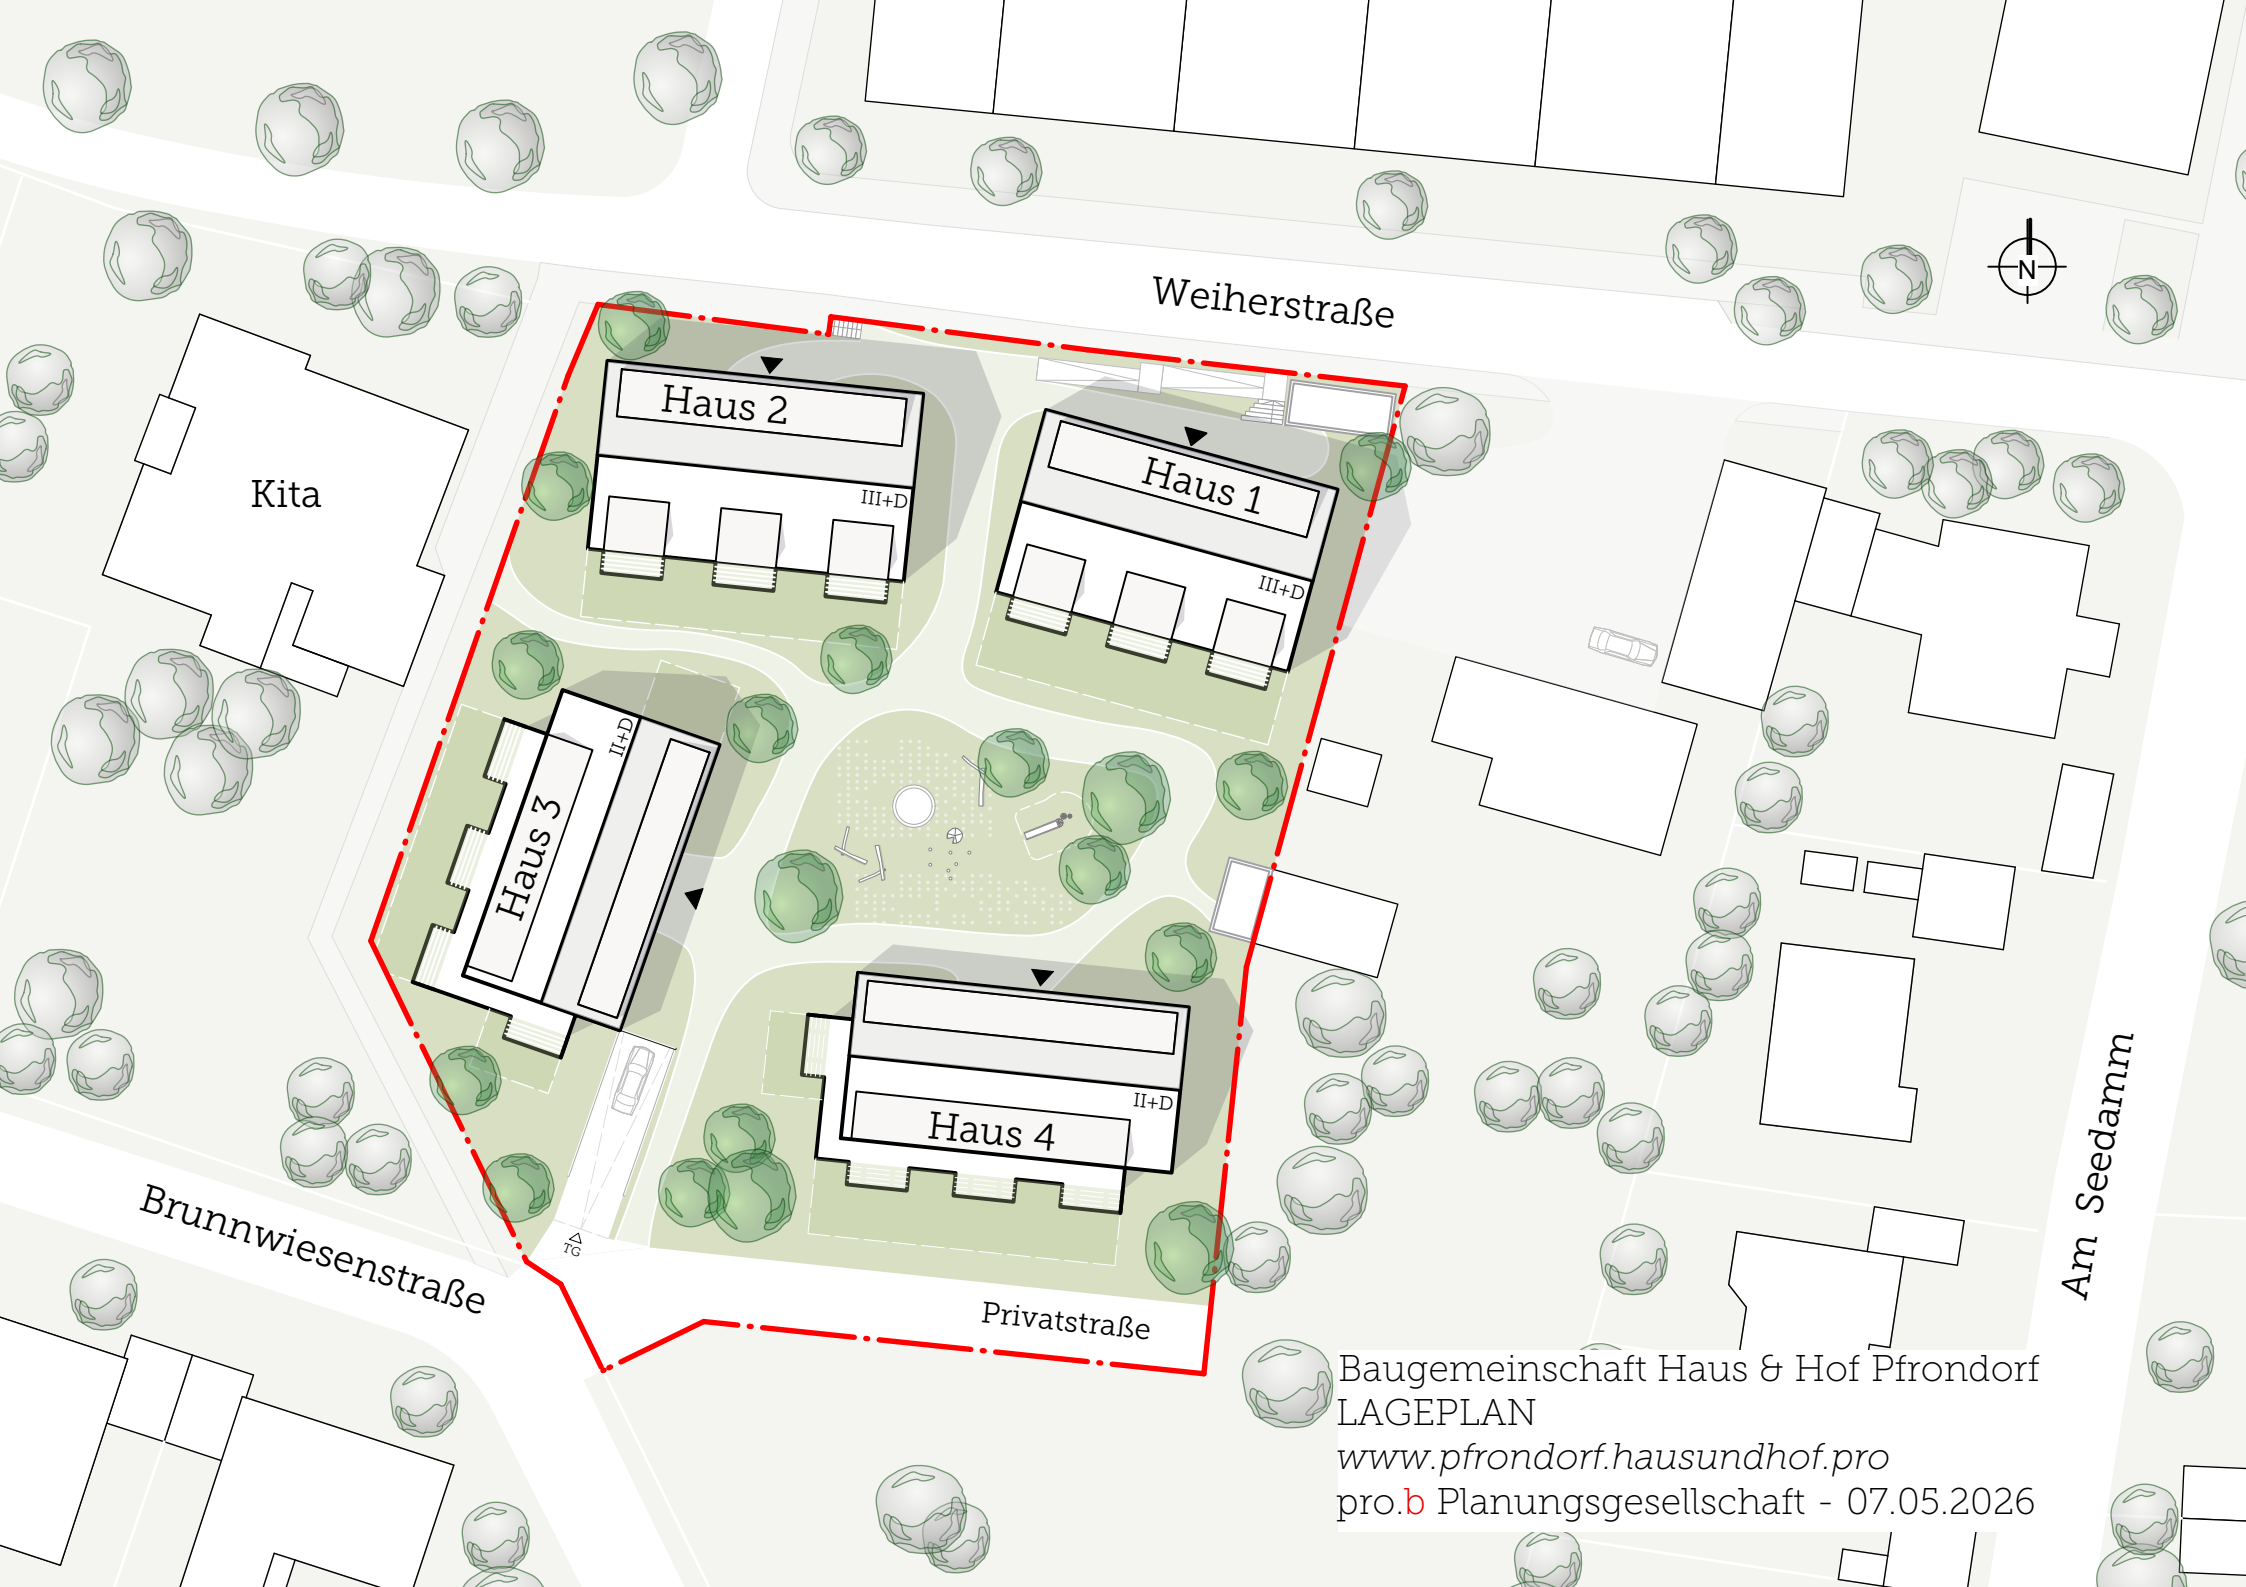 Weiherstraße
N
Haus 2
III+D
Haus 1
III+D
Kita
II+D
Haus 3
II+D
Haus 4
TG
Brunnwiesenstraße
Privatstraße
Am Seedamm
Baugemeinschaft Haus & Hof Pfrondorf
LAGEPLAN
www.pfrondorf.hausundhof.pro
pro.b Planungsgesellschaft - 07.05.2026